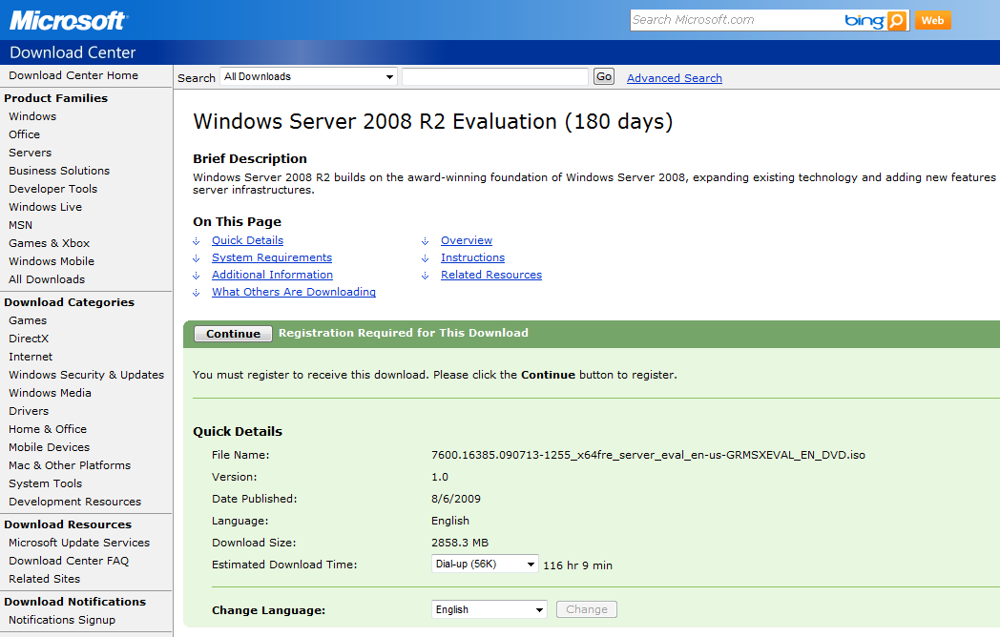 Microsoft
Search Microsoft.com
bing
Web
Download Center
Download Center Home
Search
All Downloads
Go
Advanced Search
Product Families
Windows
Office
Servers
Business Solutions
Developer Tools
Windows Live
MSN
Games & Xbox
Windows Mobile
All Downloads
Download Categories
Games
DirectX
Internet
Windows Security & Updates
Windows Media
Drivers
Home & Office
Mobile Devices
Mac & Other Platforms
System Tools
Development Resources
Download Resources
Microsoft Update Services
Download Center FAQ
Related Sites
Download Notifications
Notifications Signup
Windows Server 2008 R2 Evaluation (180 days)
Brief Description
Windows Server 2008 R2 builds on the award-winning foundation of Windows Server 2008, expanding existing technology and adding new features
server infrastructures.
On This Page
Quick Details
Overview
System Requirements
Instructions
Additional Information
Related Resources
What Others Are Downloading
Continue Registration Required for This Download
You must register to receive this download. Please click the Continue button to register.
Quick Details
File Name: 7600.16385.090713-1255_x64fre_server_eval_en-us-GRMSXEVAL_EN_DVD.iso
Version: 1.0
Date Published: 8/6/2009
Language: English
Download Size: 2858.3 MB
Estimated Download Time: Dial-up (56K) 116 hr 9 min
Change Language: English Change